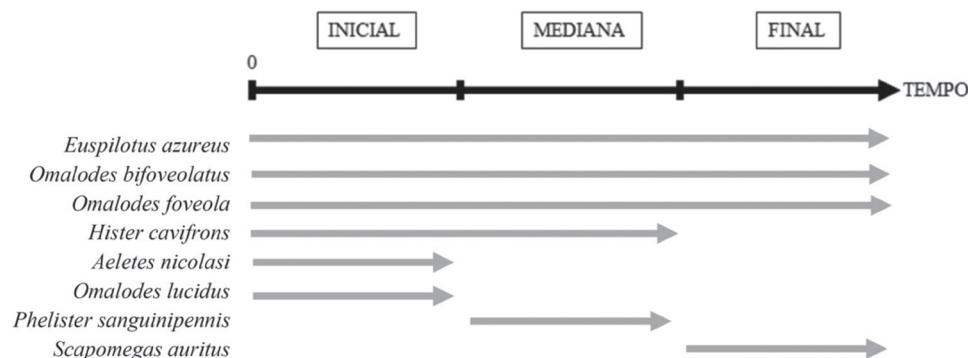 INICIAL
MEDIANA
FINAL
0
TEMPO
Euspilotus azureus
Omalodes bifoveolatus
Omalodes foveola
Hister cavifrons
Aeletes nicolasi
Omalodes lucidus
Phelister sanguinipennis
Scapomegas auritus